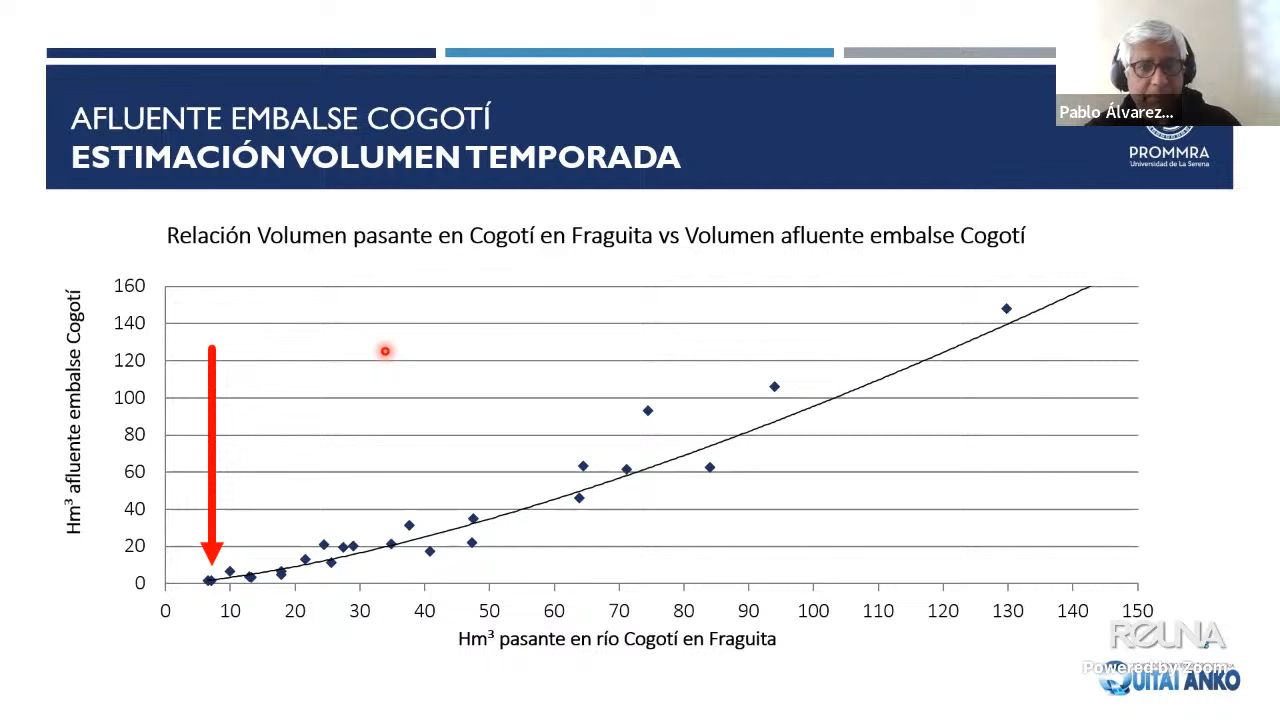 AFLUENTE EMBALSE COGOTÍ
ESTIMACIÓN VOLUMEN TEMPORADA
Pablo Álvarez...
PROMMRA
Universidad de La Serena
Relación Volumen pasante en Cogotí en Fraguita vs Volumen afluente embalse Cogotí
Hm³ afluente embalse Cogotí
160
140
120
100
80
60
40
20
0
0 10 20 30 40 50 60 70 80 90 100 110 120 130 140 150
Hm³ pasante en río Cogotí en Fraguita
REUNA
Powered by Zoom
QUITAI ANKO